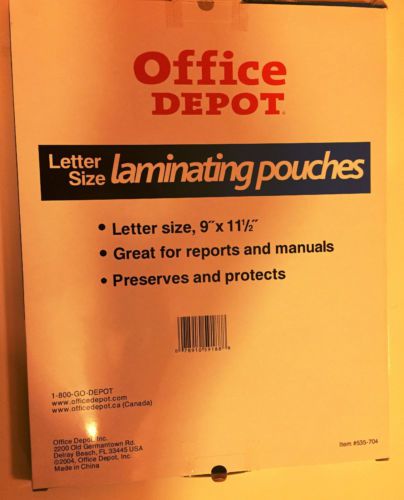 Office
DEPOT
Letter
Size laminating pouches
• Letter size, 9″ x 11½″
• Great for reports and manuals
• Preserves and protects
1-800-GO-DEPOT
www.officedepot.com
www.officedepot.ca (Canada)
Office Depot, Inc.
2200 Old Germantown Rd.
Delray Beach, FL 33445 USA
©2004, Office Depot, Inc.
Made in China
Item #535-704